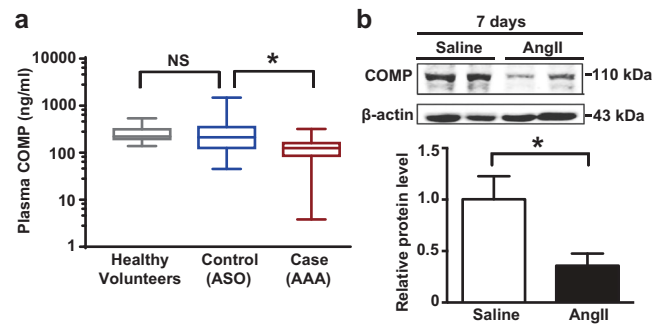 a
NS
*
10000
1000
100
10
1
Plasma COMP (ng/ml)
Healthy Volunteers
Control (ASO)
Case (AAA)
b
7 days
Saline AngII
COMP 110 kDa
β-actin 43 kDa
*
1.5
1.0
0.5
0.0
Relative protein level
Saline AngII